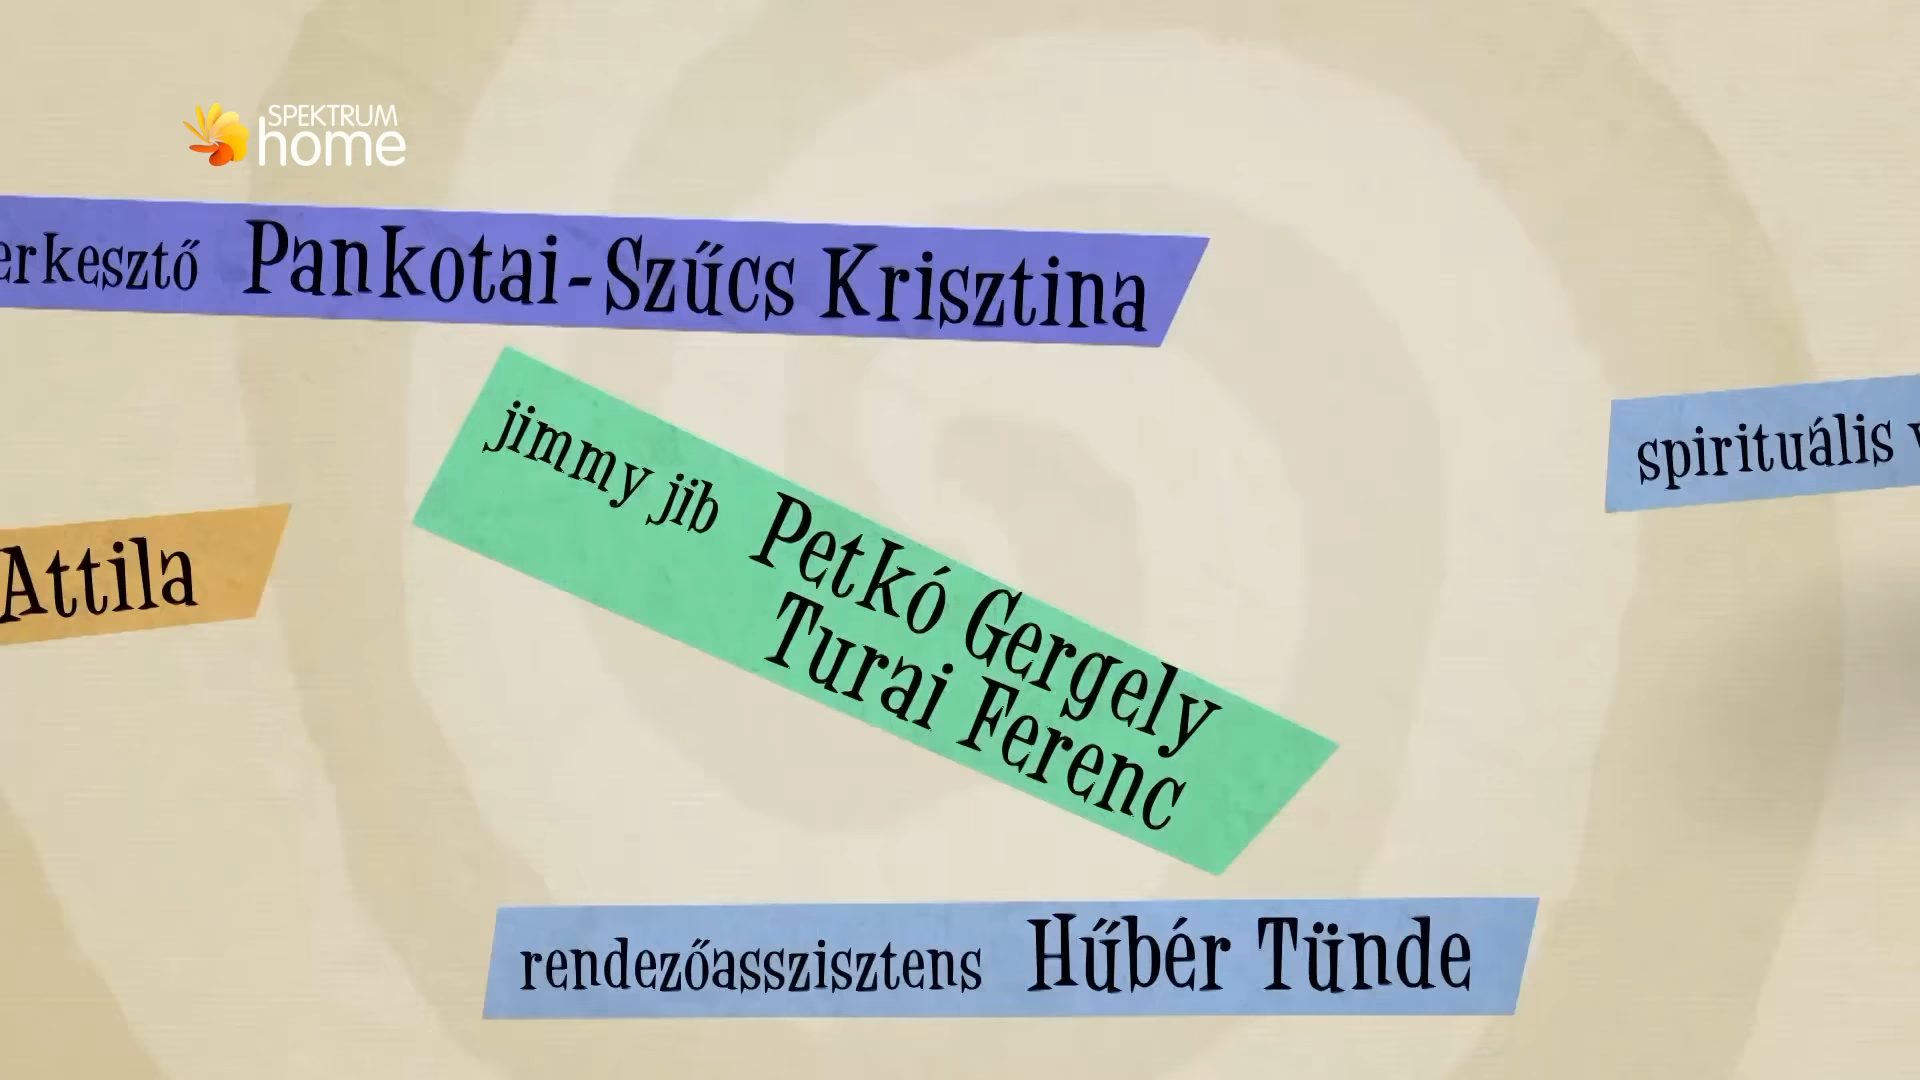 SPEKTRUM
home
erkesztő Pankotai-Szűcs Krisztina
spirituális
jimmy jib Petkó Gergely
Turai Ferenc
Attila
rendezőasszisztens Hűbér Tünde